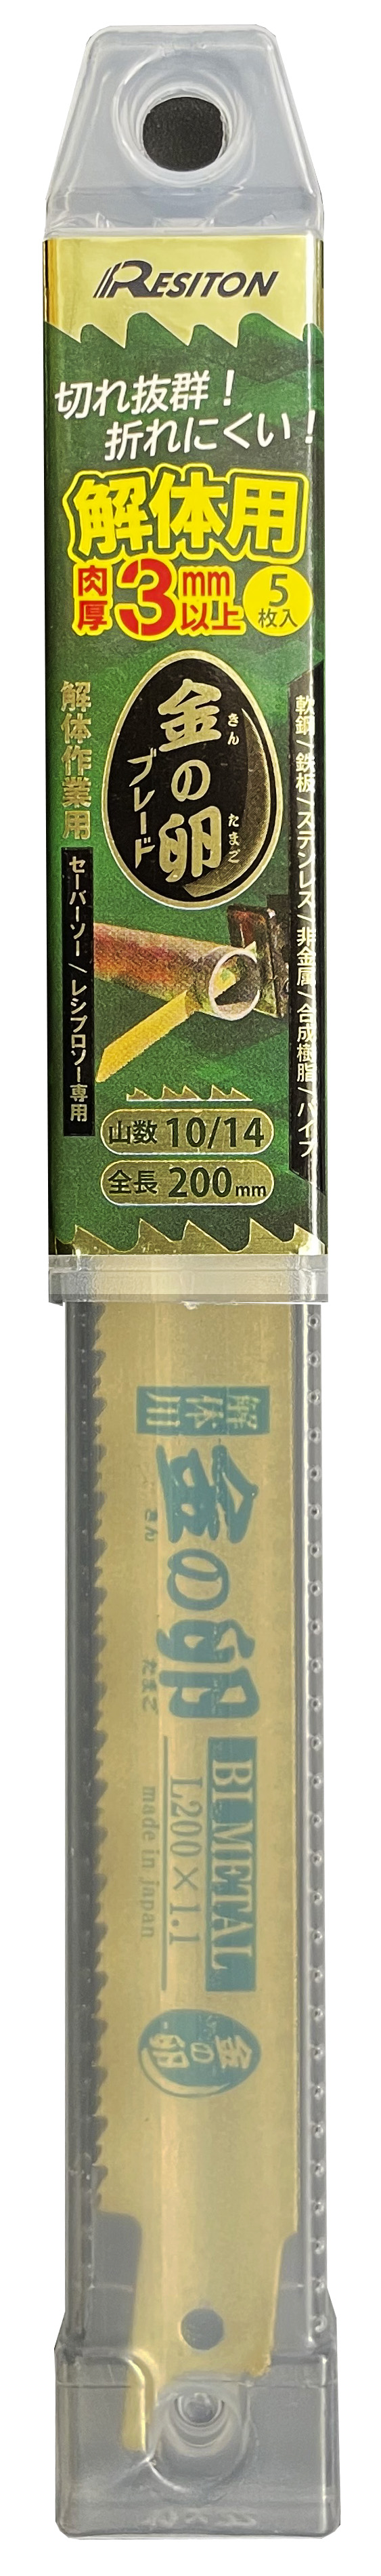 RESITON
切れ抜群！
折れにくい！
解体用
肉厚3mm以上
5枚入
解体作業用
セーバーソー/レシプロソー専用
金の卵
きん
たまご
ブレード
軟鋼/鉄板/ステンレス/非金属/合成樹脂/パイプ
山数 10/14
全長 200mm
解体用
金の卵
きん
たまご
BI METAL
L200×1.1
made in japan
金の卵